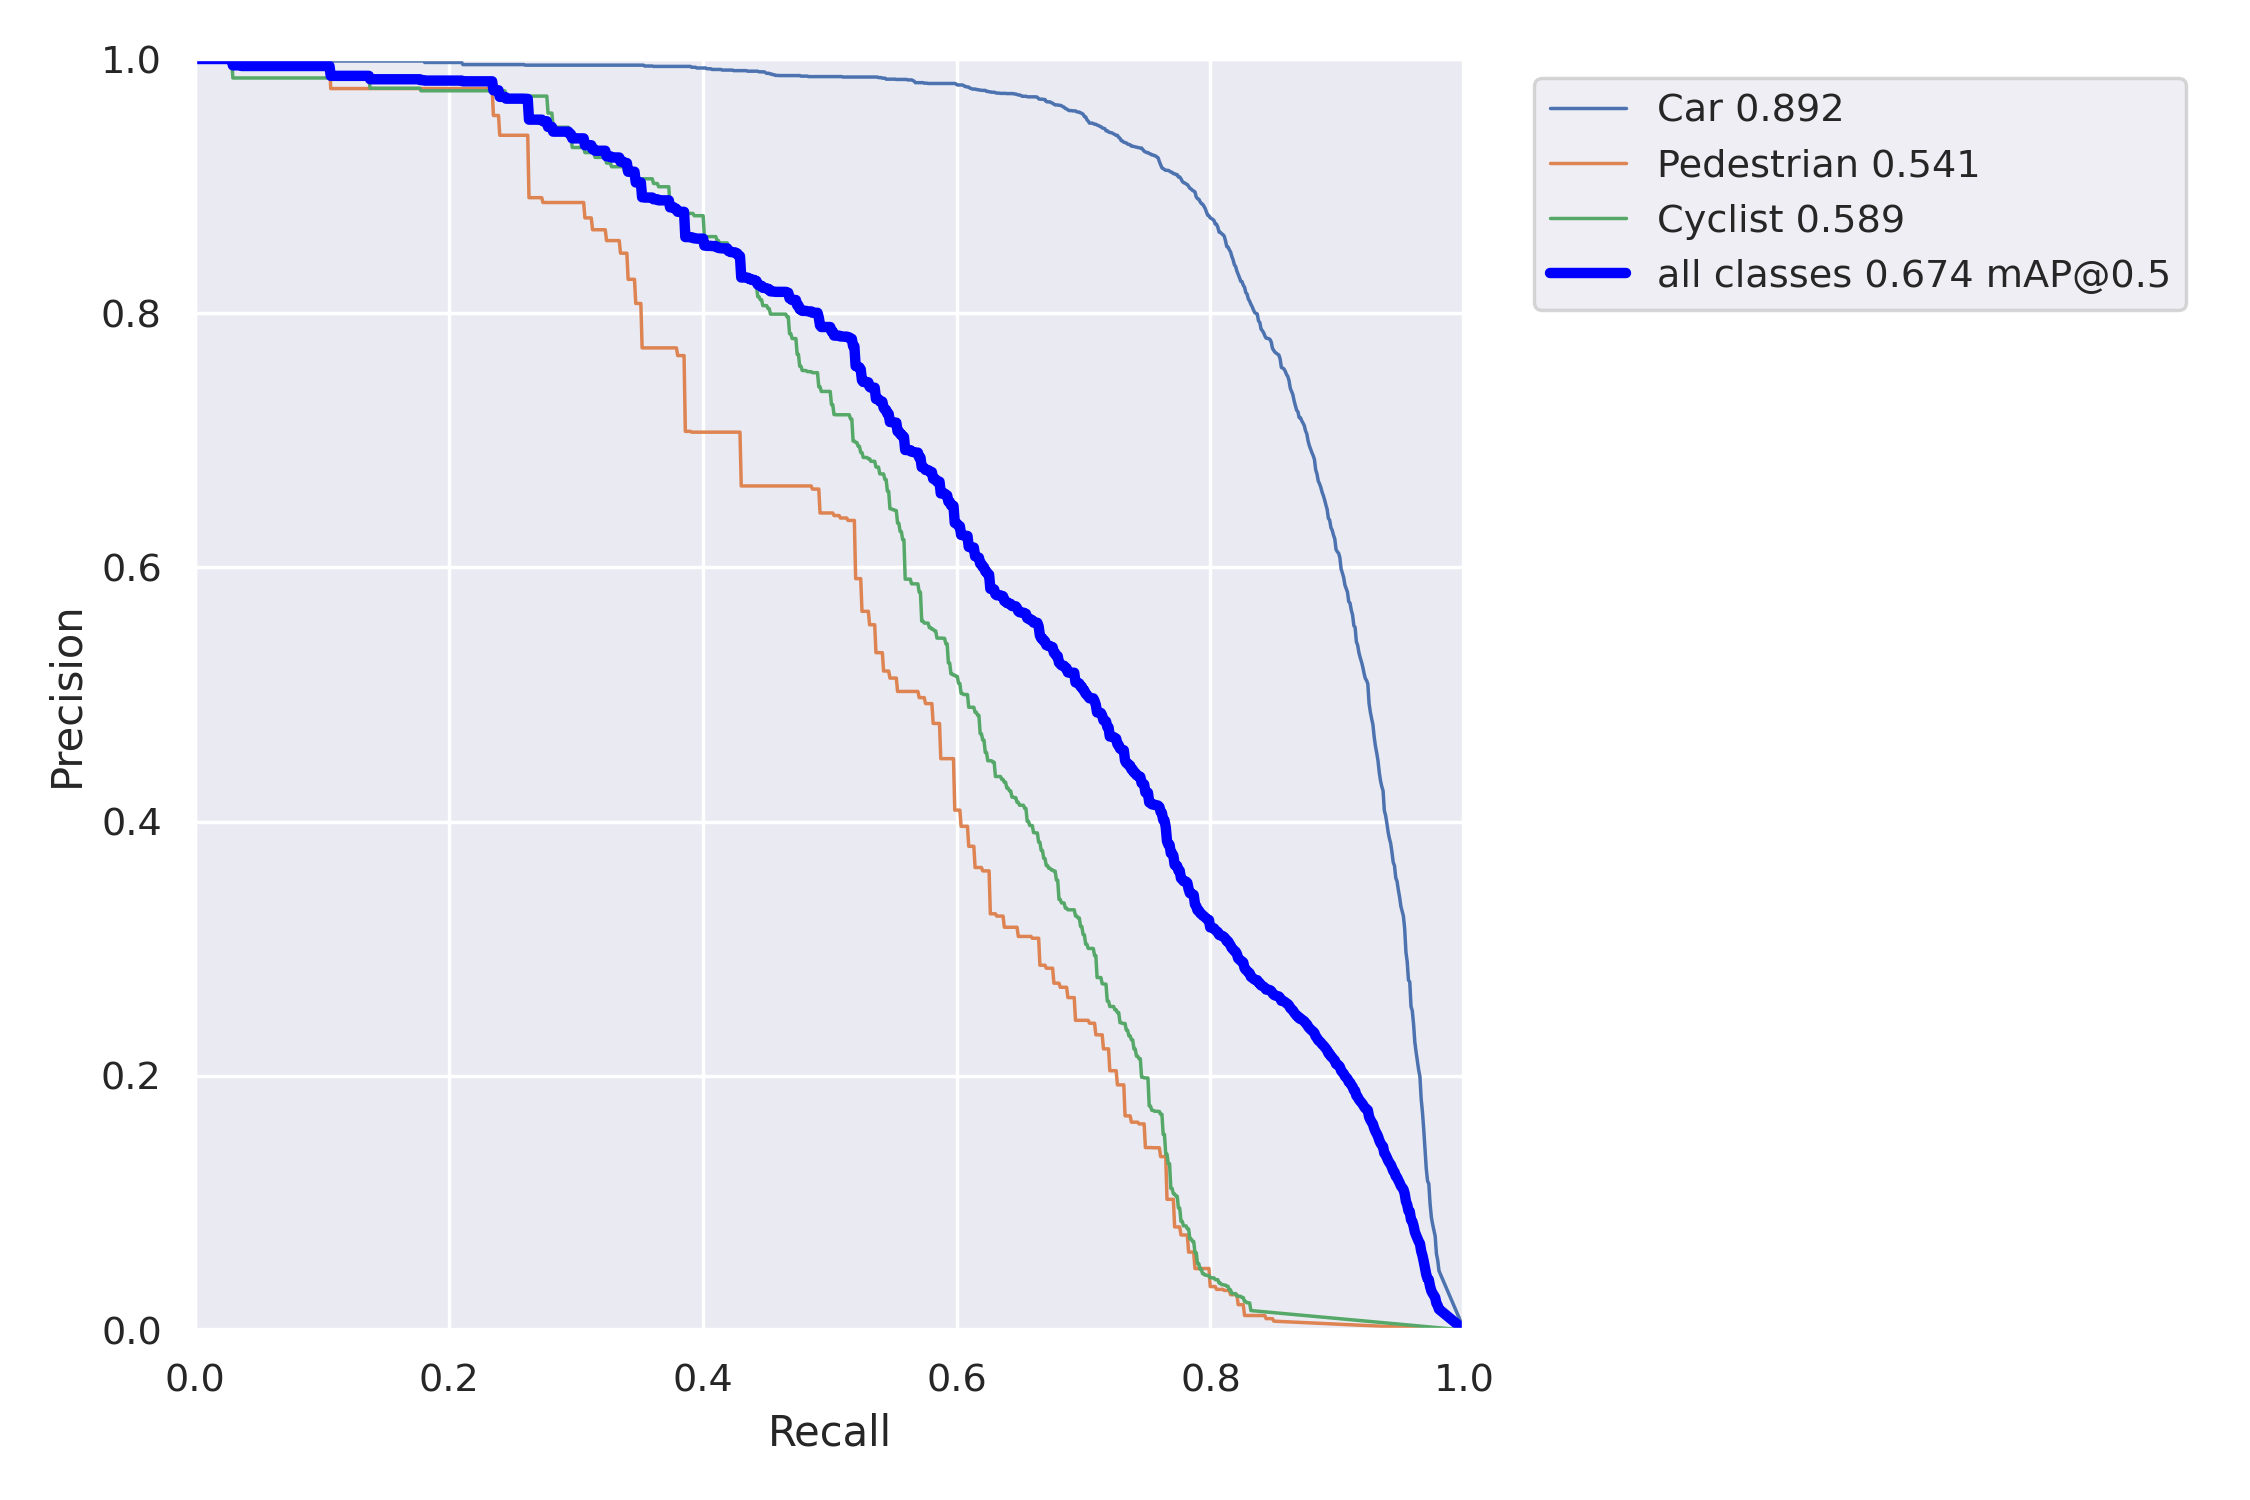 1.0
0.8
0.6
0.4
0.2
0.0
Precision
0.0 0.2 0.4 0.6 0.8 1.0
Recall
Car 0.892
Pedestrian 0.541
Cyclist 0.589
all classes 0.674 mAP@0.5